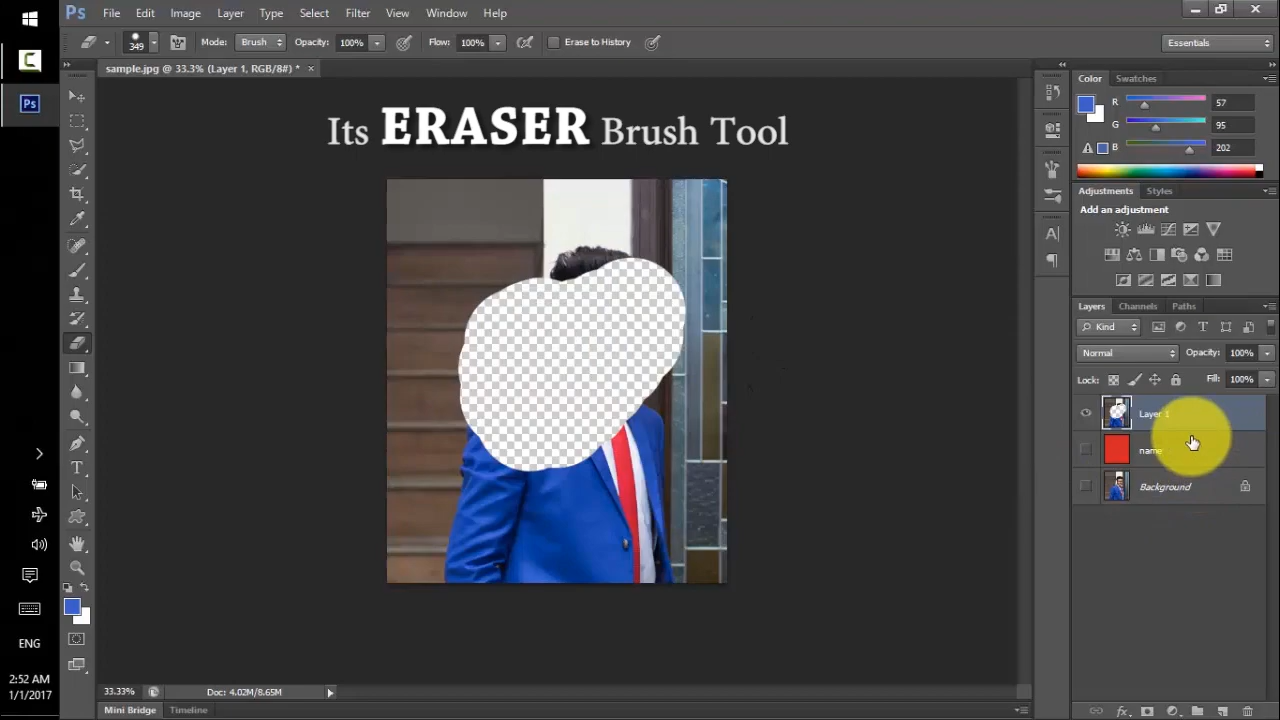 Ps File Edit Image Layer Type Select Filter View Window Help
349 Mode: Brush Opacity: 100% Flow: 100% Erase to History Essentials
sample.jpg @ 33.3% (Layer 1, RGB/8#) * ×
Color Swatches
Its ERASER Brush Tool
R 57
G 95
B 202
Adjustments Styles
Add an adjustment
Layers Channels Paths
Kind
Normal Opacity: 100%
Lock: Fill: 100%
Layer 1
name
Background
ENG
2:52 AM
1/1/2017
33.33% Doc: 4.02M/8.65M
Mini Bridge Timeline